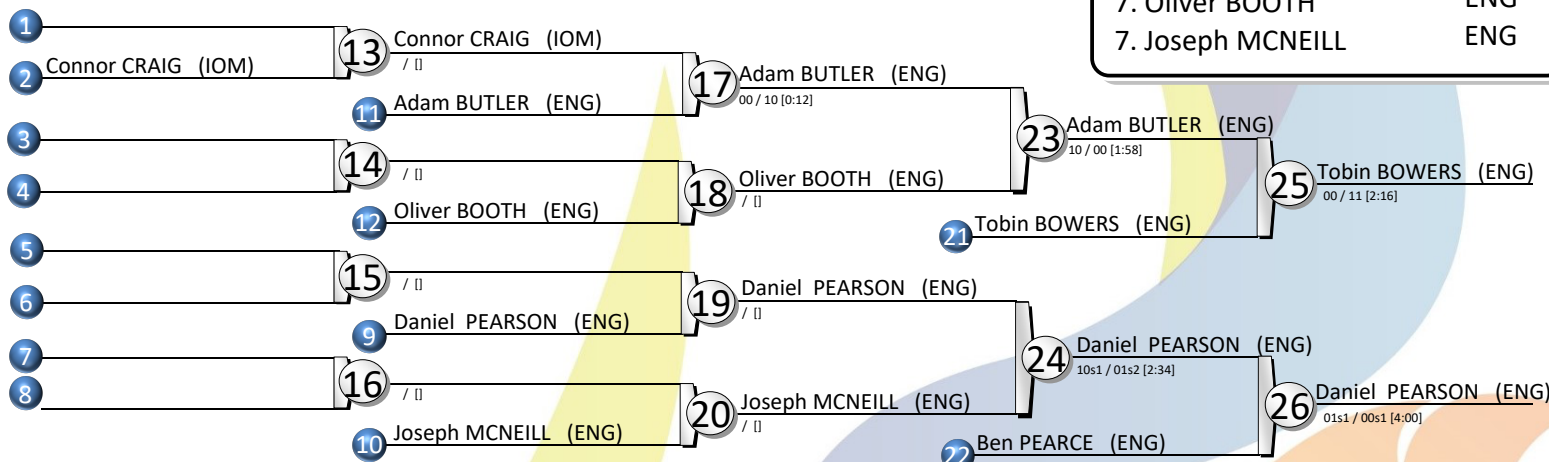 7. Oliver BOOTH ENG
7. Joseph MCNEILL ENG
1
2 Connor CRAIG (IOM)
13 Connor CRAIG (IOM)
/ []
11 Adam BUTLER (ENG)
17 Adam BUTLER (ENG)
00 / 10 [0:12]
3
4
14
/ []
12 Oliver BOOTH (ENG)
18 Oliver BOOTH (ENG)
/ []
23 Adam BUTLER (ENG)
10 / 00 [1:58]
21 Tobin BOWERS (ENG)
25 Tobin BOWERS (ENG)
00 / 11 [2:16]
5
6
15
/ []
9 Daniel PEARSON (ENG)
19 Daniel PEARSON (ENG)
/ []
7
8
16
/ []
10 Joseph MCNEILL (ENG)
20 Joseph MCNEILL (ENG)
/ []
24 Daniel PEARSON (ENG)
10s1 / 01s2 [2:34]
22 Ben PEARCE (ENG)
26 Daniel PEARSON (ENG)
01s1 / 00s1 [4:00]